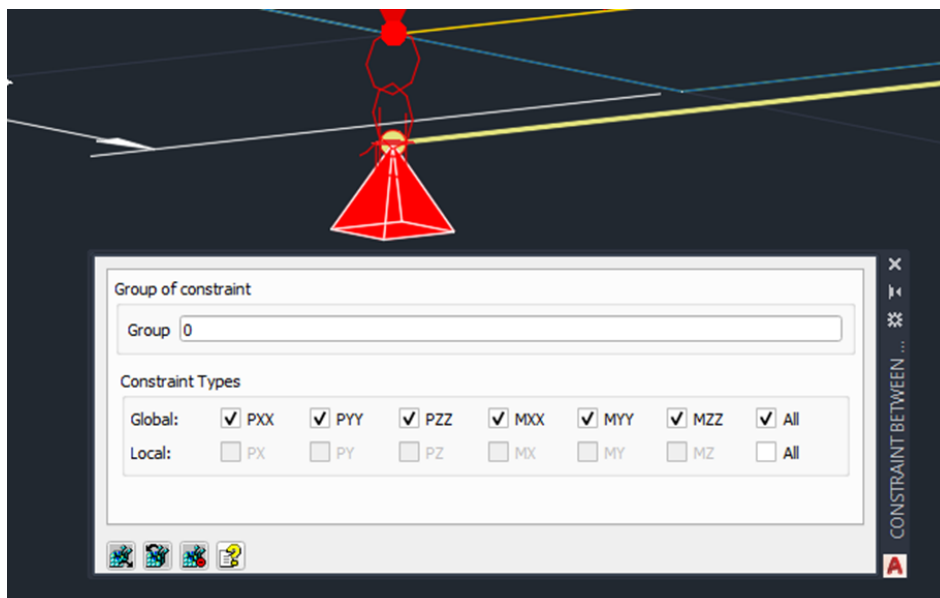 Group of constraint
Group 0
Constraint Types
Global: PXX PYY PZZ MXX MYY MZZ All
Local: PX PY PZ MX MY MZ All
CONSTRAINT BETWEEN ...
A